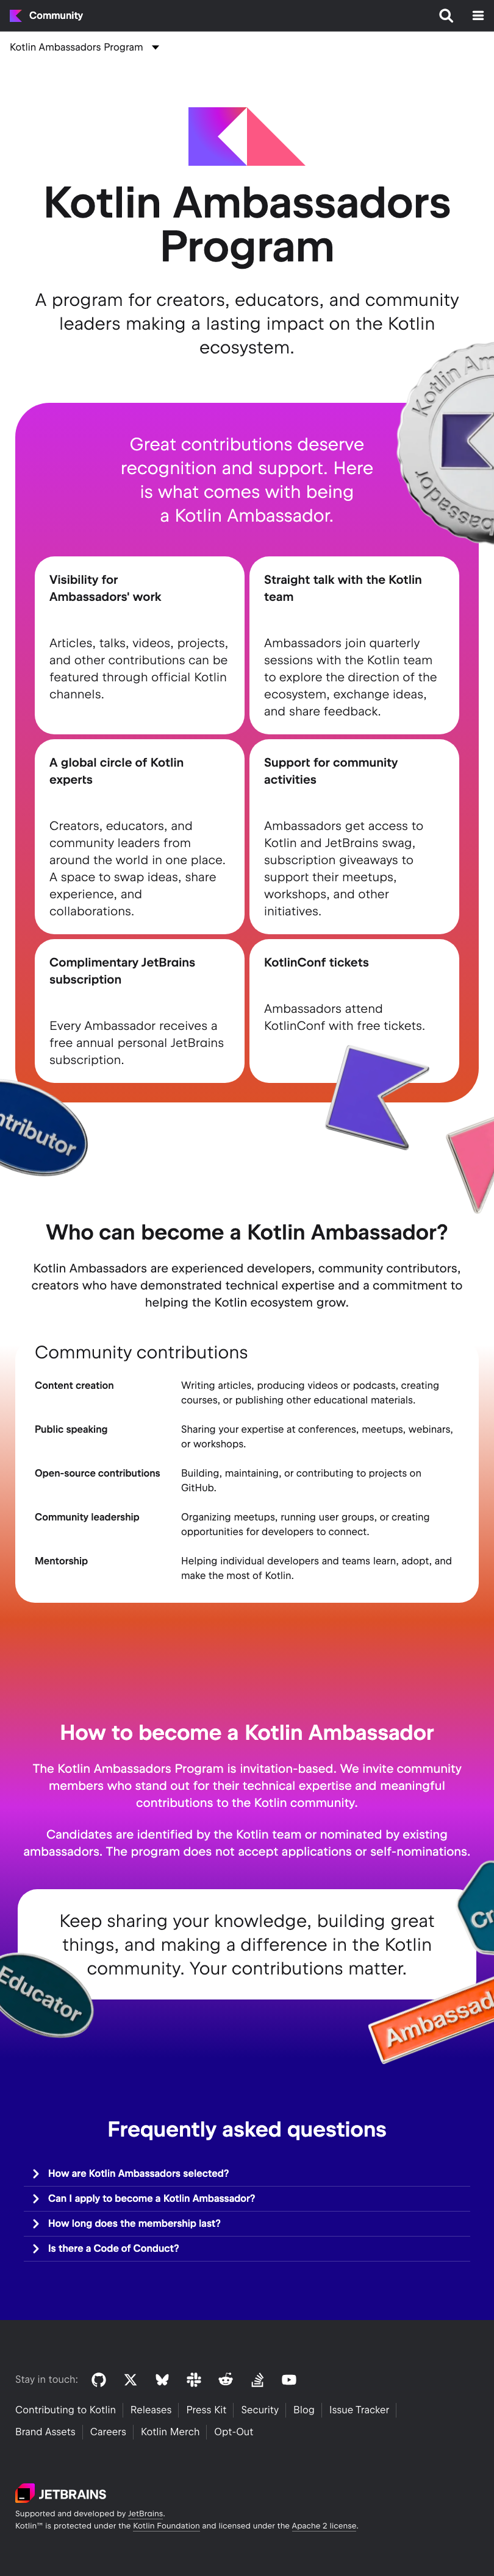 Community
Kotlin Ambassadors Program
Kotlin Ambassadors
Program
A program for creators, educators, and community
leaders making a lasting impact on the Kotlin
ecosystem.
Kotlin Am
Great contributions deserve
recognition and support. Here
is what comes with being
a Kotlin Ambassador.
bassador
Visibility for
Ambassadors' work
Articles, talks, videos, projects,
and other contributions can be
featured through official Kotlin
channels.
Straight talk with the Kotlin
team
Ambassadors join quarterly
sessions with the Kotlin team
to explore the direction of the
ecosystem, exchange ideas,
and share feedback.
A global circle of Kotlin
experts
Creators, educators, and
community leaders from
around the world in one place.
A space to swap ideas, share
experience, and
collaborations.
Support for community
activities
Ambassadors get access to
Kotlin and JetBrains swag,
subscription giveaways to
support their meetups,
workshops, and other
initiatives.
Complimentary JetBrains
subscription
Every Ambassador receives a
free annual personal JetBrains
subscription.
KotlinConf tickets
Ambassadors attend
KotlinConf with free tickets.
ntributor
Who can become a Kotlin Ambassador?
Kotlin Ambassadors are experienced developers, community contributors,
creators who have demonstrated technical expertise and a commitment to
helping the Kotlin ecosystem grow.
Community contributions
Content creation
Writing articles, producing videos or podcasts, creating
courses, or publishing other educational materials.
Public speaking
Sharing your expertise at conferences, meetups, webinars,
or workshops.
Open-source contributions
Building, maintaining, or contributing to projects on
GitHub.
Community leadership
Organizing meetups, running user groups, or creating
opportunities for developers to connect.
Mentorship
Helping individual developers and teams learn, adopt, and
make the most of Kotlin.
How to become a Kotlin Ambassador
The Kotlin Ambassadors Program is invitation-based. We invite community
members who stand out for their technical expertise and meaningful
contributions to the Kotlin community.
Candidates are identified by the Kotlin team or nominated by existing
ambassadors. The program does not accept applications or self-nominations.
Keep sharing your knowledge, building great
things, and making a difference in the Kotlin
community. Your contributions matter.
Cr
Educator
Ambassad
Frequently asked questions
How are Kotlin Ambassadors selected?
Can I apply to become a Kotlin Ambassador?
How long does the membership last?
Is there a Code of Conduct?
Stay in touch:
Contributing to Kotlin
Releases
Press Kit
Security
Blog
Issue Tracker
Brand Assets
Careers
Kotlin Merch
Opt-Out
JETBRAINS
Supported and developed by JetBrains.
Kotlin™ is protected under the Kotlin Foundation and licensed under the Apache 2 license.